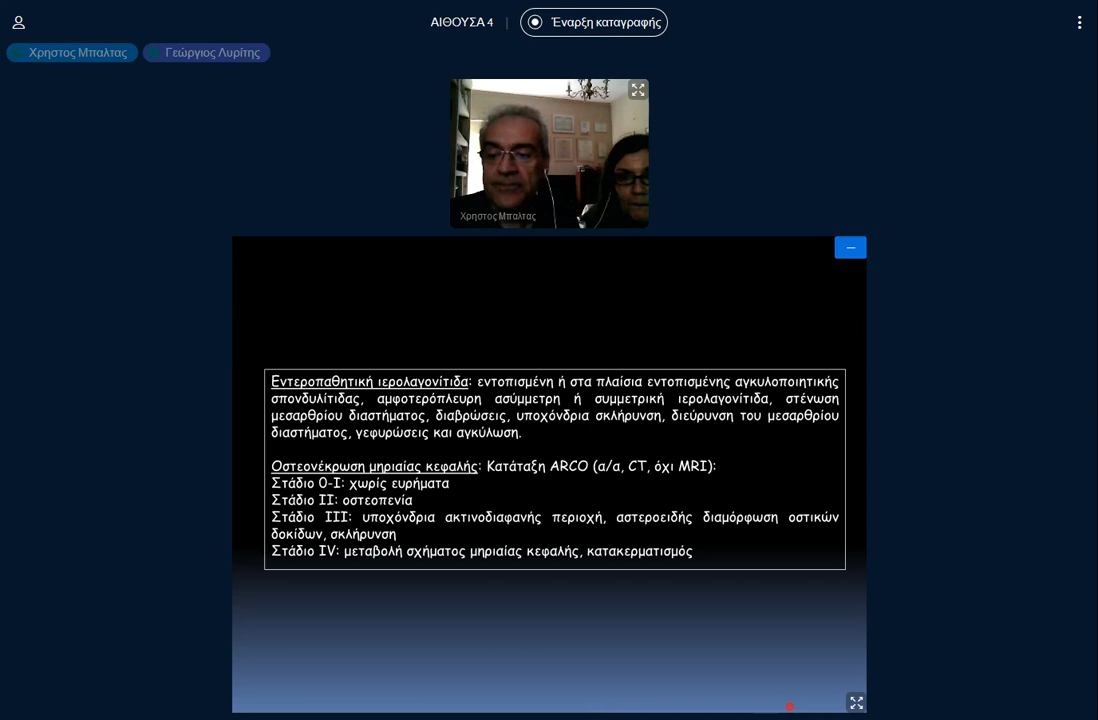 ΑΙΘΟΥΣΑ 4 | Έναρξη καταγραφής
Χρηστος Μπαλτας Γεώργιος Λυρίτης
Χρηστος Μπαλτας
Εντεροπαθητική ιερολαγονίτιδα: εντοπισμένη ή στα πλαίσια εντοπισμένης αγκυλοποιητικής
σπονδυλίτιδας, αμφοτερόπλευρη ασύμμετρη ή συμμετρική ιερολαγονίτιδα, στένωση
μεσαρθρίου διαστήματος, διαβρώσεις, υποχόνδρια σκλήρυνση, διεύρυνση του μεσαρθρίου
διαστήματος, γεφυρώσεις και αγκύλωση.
Οστεονέκρωση μηριαίας κεφαλής: Κατάταξη ARCO (α/α, CT, όχι MRI):
Στάδιο 0-I: χωρίς ευρήματα
Στάδιο II: οστεοπενία
Στάδιο III: υποχόνδρια ακτινοδιαφανής περιοχή, αστεροειδής διαμόρφωση οστικών
δοκίδων, σκλήρυνση
Στάδιο IV: μεταβολή σχήματος μηριαίας κεφαλής, κατακερματισμός